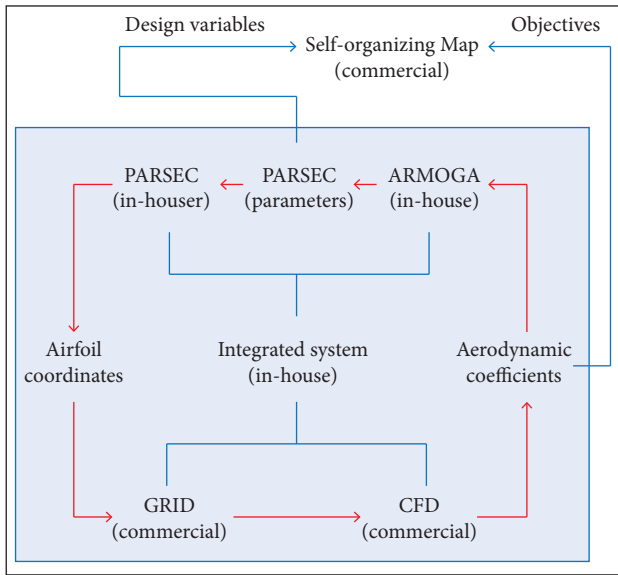 Design variables
Objectives
Self-organizing Map
(commercial)
PARSEC
(in-houser)
PARSEC
(parameters)
ARMOGA
(in-house)
Airfoil
coordinates
Integrated system
(in-house)
Aerodynamic
coefficients
GRID
(commercial)
CFD
(commercial)